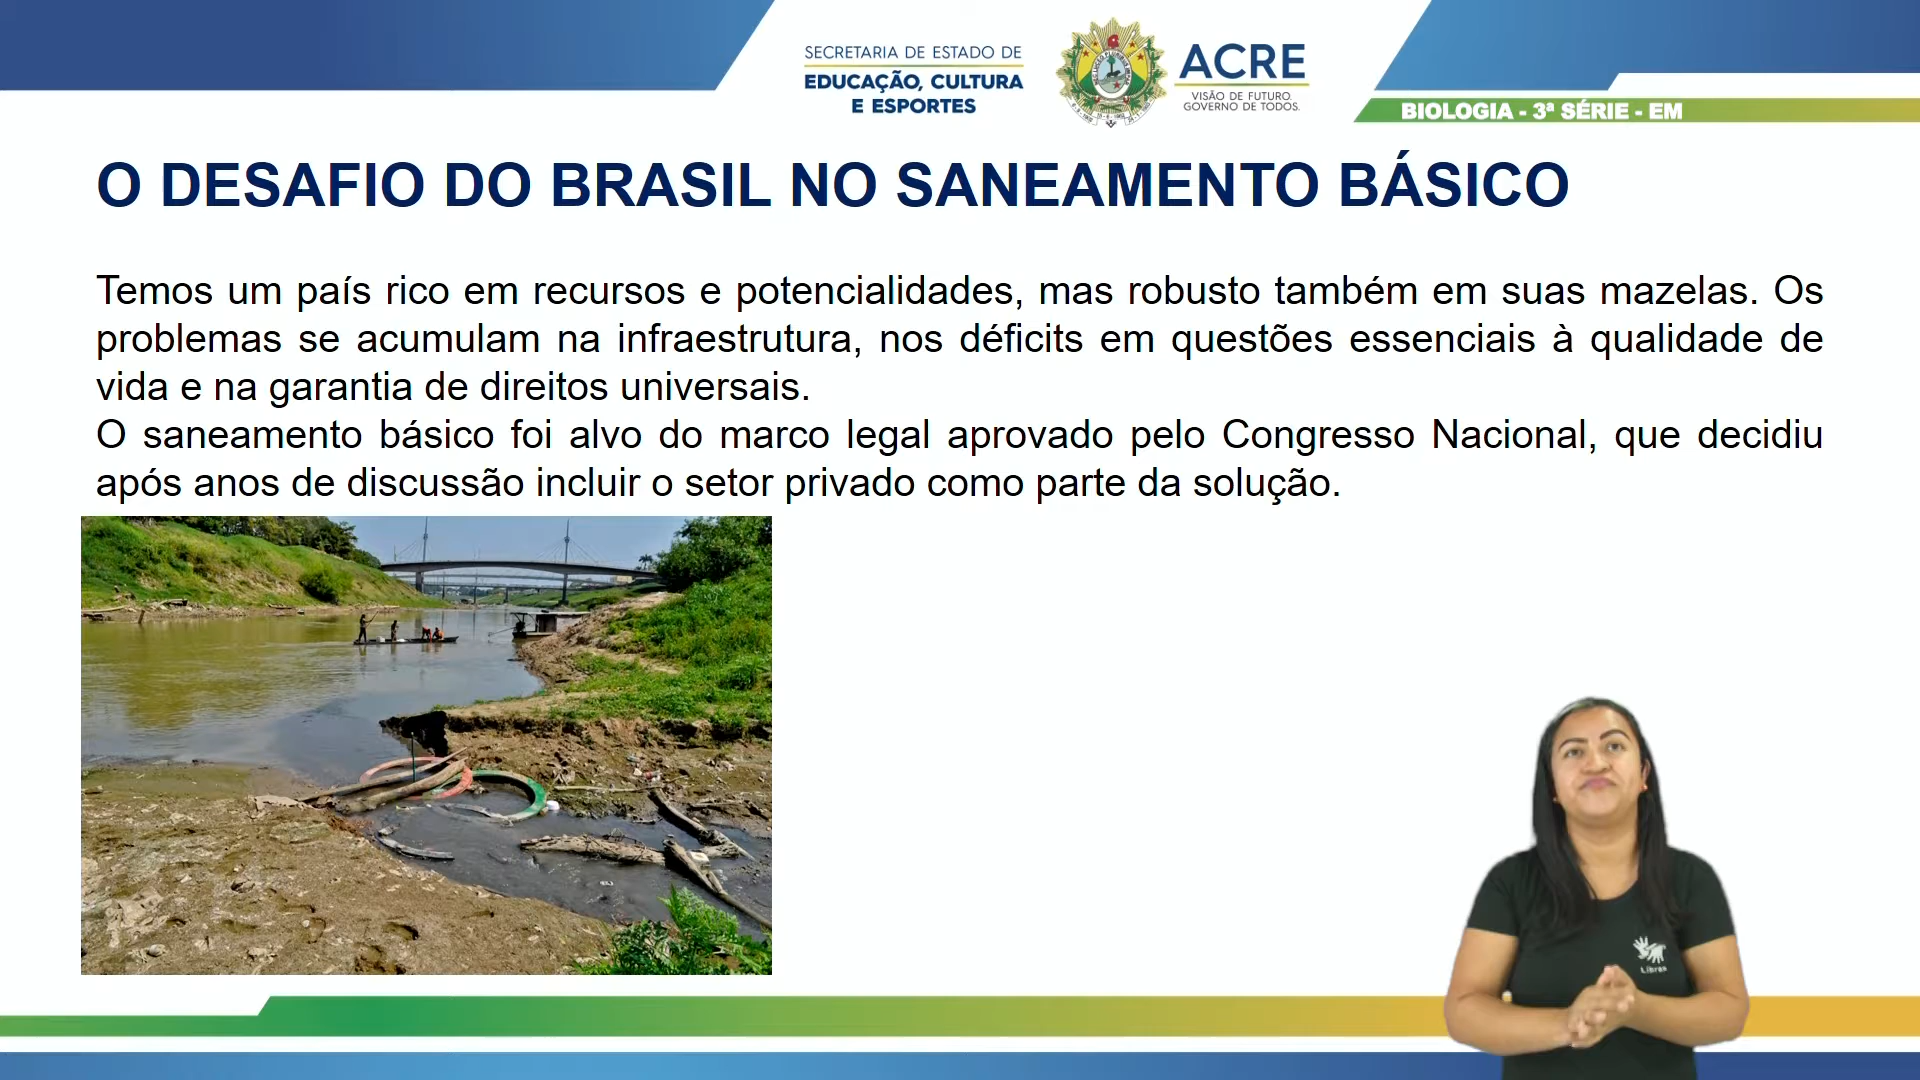 SECRETARIA DE ESTADO DE
EDUCAÇÃO, CULTURA
E ESPORTES
ACRE
VISÃO DE FUTURO.
GOVERNO DE TODOS.
BIOLOGIA - 3ª SÉRIE - EM
O DESAFIO DO BRASIL NO SANEAMENTO BÁSICO
Temos um país rico em recursos e potencialidades, mas robusto também em suas mazelas. Os
problemas se acumulam na infraestrutura, nos déficits em questões essenciais à qualidade de
vida e na garantia de direitos universais.
O saneamento básico foi alvo do marco legal aprovado pelo Congresso Nacional, que decidiu
após anos de discussão incluir o setor privado como parte da solução.
Libras